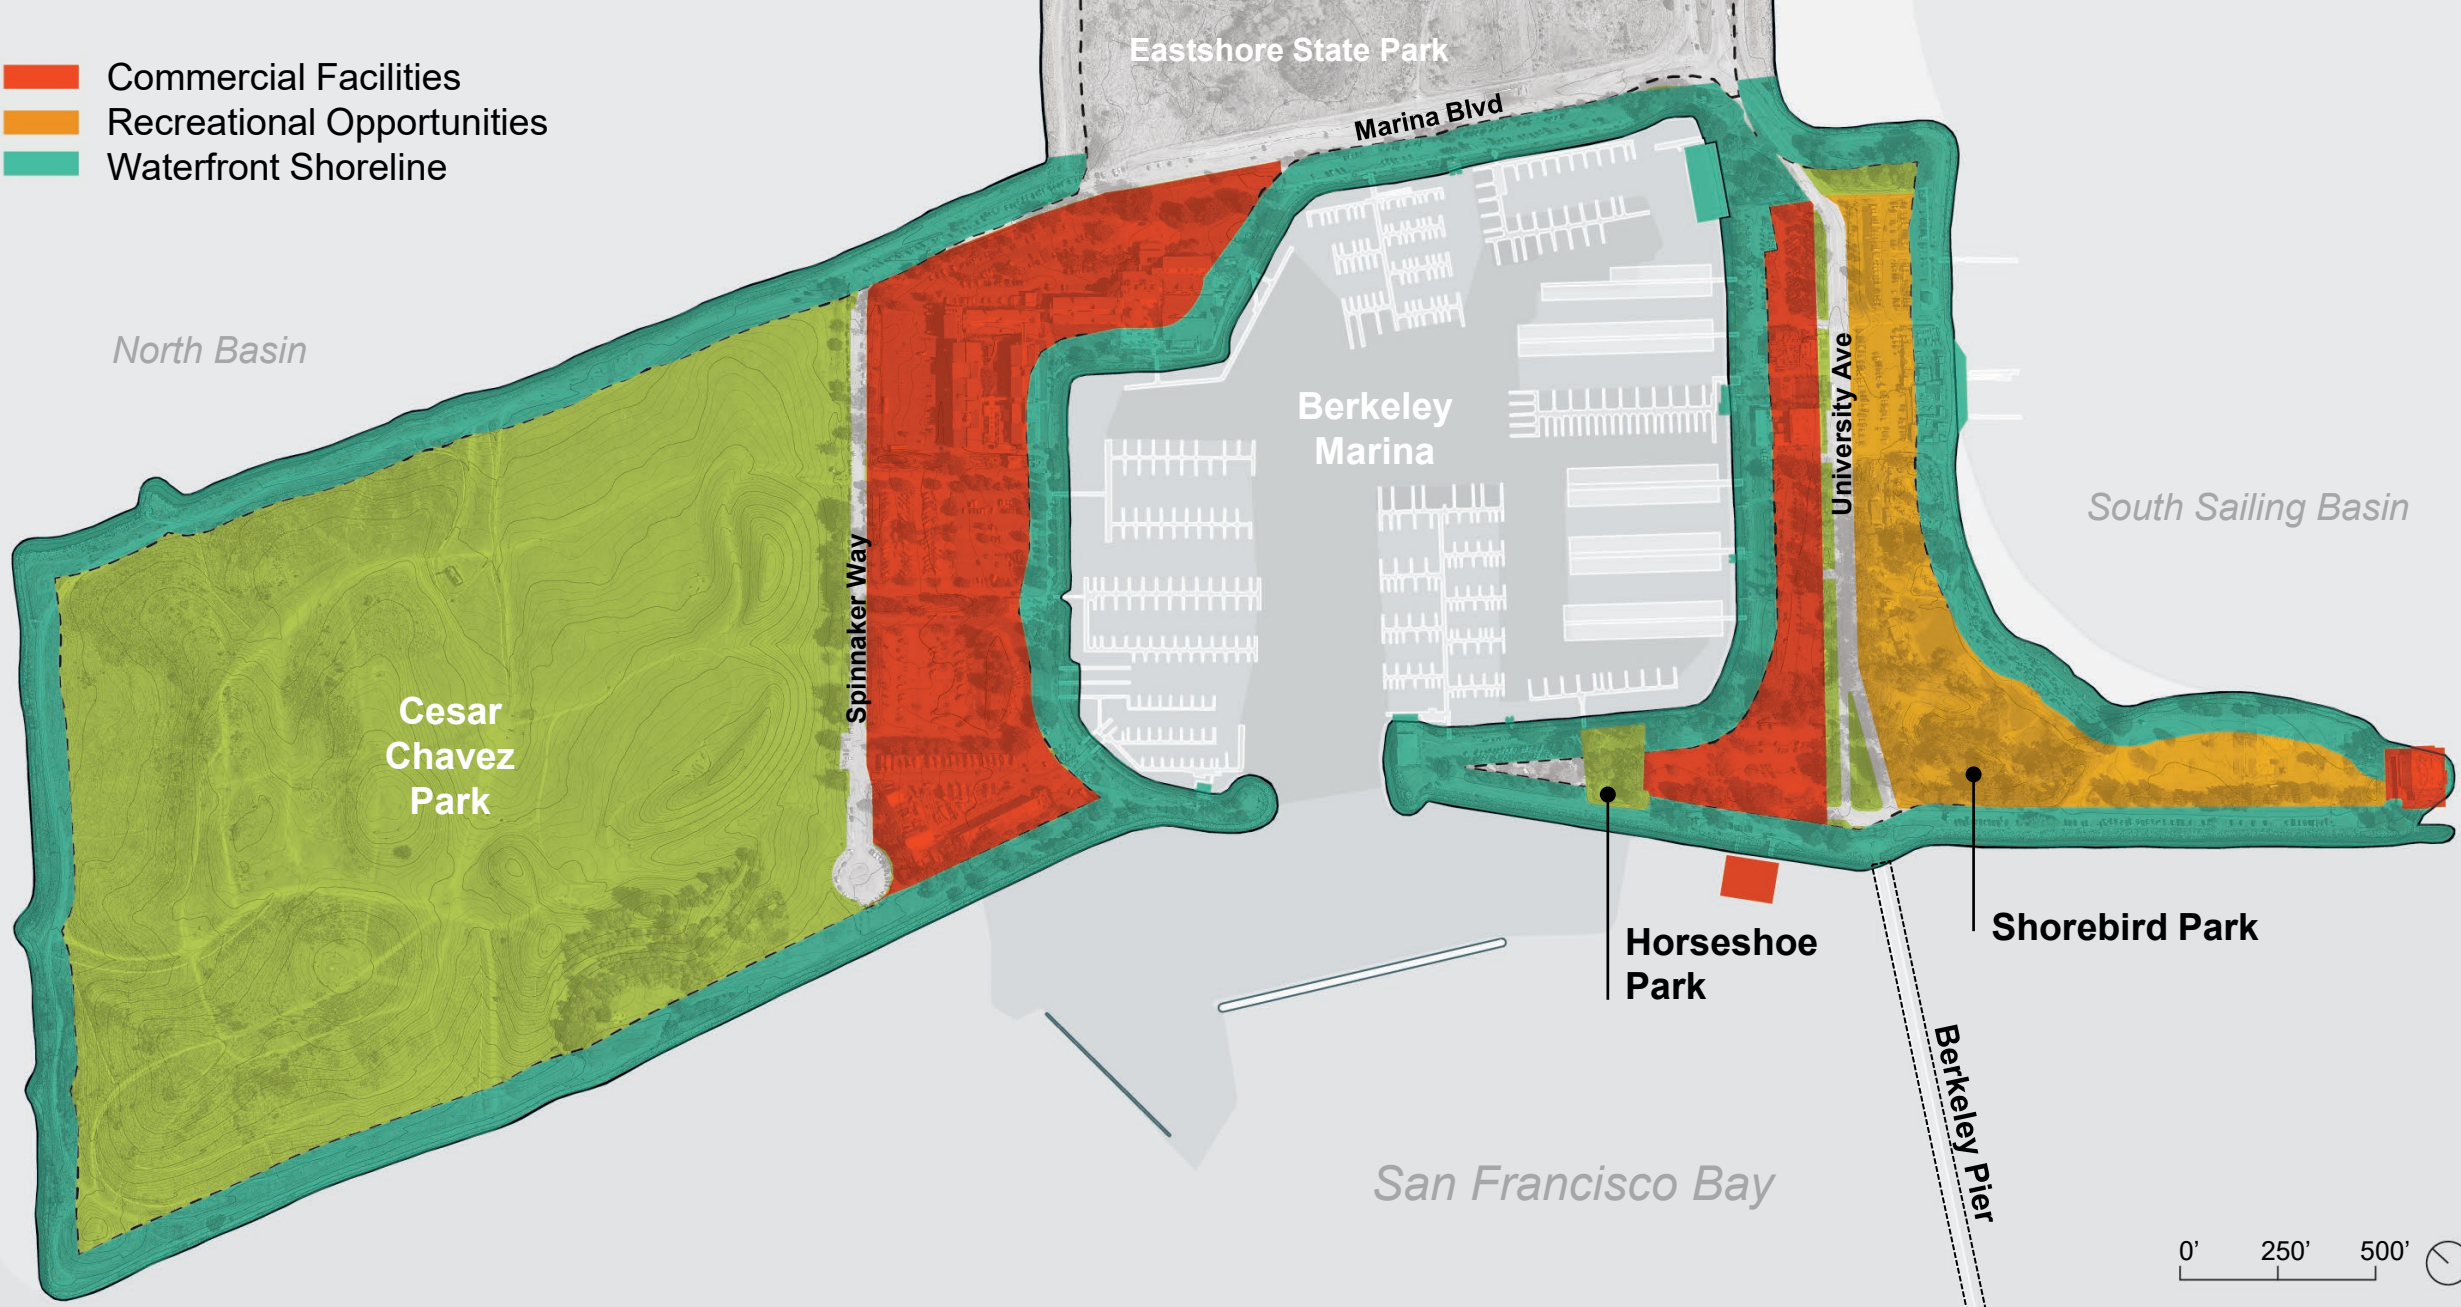 Eastshore State Park
Commercial Facilities
Recreational Opportunities
Waterfront Shoreline
Marina Blvd
North Basin
Berkeley
Marina
University Ave
South Sailing Basin
Spinnaker Way
Cesar
Chavez
Park
Horseshoe
Park
Shorebird Park
Berkeley Pier
San Francisco Bay
0' 250' 500'